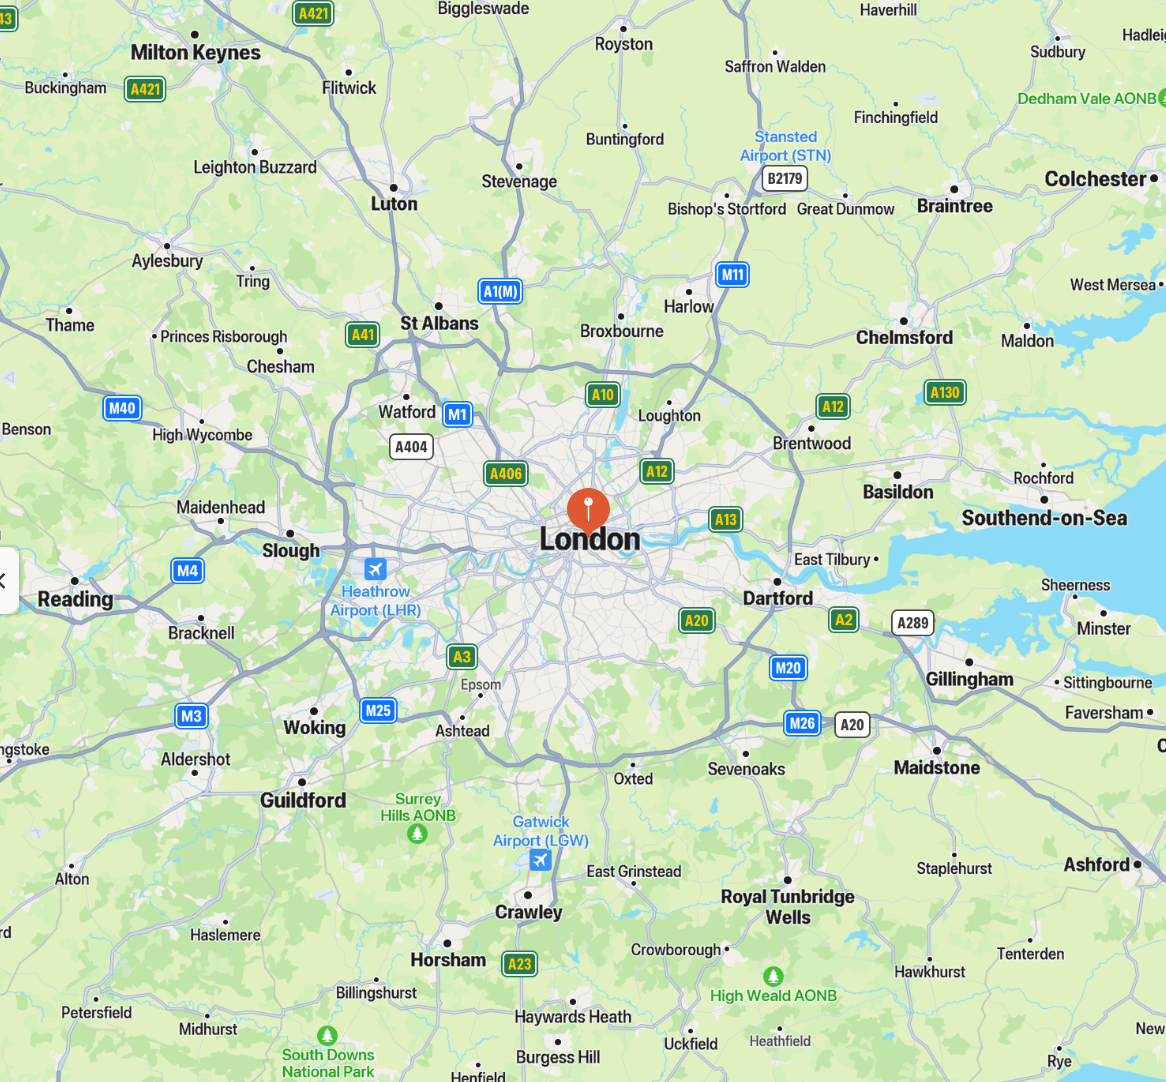 A421
Biggleswade
Haverhill
43
Royston
Hadlei
Milton Keynes
Sudbury
Saffron Walden
Buckingham
A421
Flitwick
Dedham Vale AONB
Finchingfield
Buntingford
Stansted
Airport (STN)
Leighton Buzzard
Stevenage
B2179
Colchester
Luton
Bishop's Stortford
Great Dunmow
Braintree
Aylesbury
Tring
M11
A1(M)
West Mersea
Harlow
Thame
St Albans
Broxbourne
A41
Princes Risborough
Chelmsford
Maldon
Chesham
A10
A130
M40
Watford
M1
Loughton
A12
Benson
High Wycombe
A404
Brentwood
A406
A12
Rochford
Basildon
Maidenhead
Southend-on-Sea
A13
London
Slough
East Tilbury
M4
Heathrow
Airport (LHR)
Sheerness
Reading
Dartford
A20
A2
A289
Minster
Bracknell
A3
M20
Gillingham
Epsom
Sittingbourne
M3
M25
Faversham
Woking
Ashtead
M26
A20
ngstoke
C
Aldershot
Sevenoaks
Maidstone
Oxted
Guildford
Surrey
Hills AONB
Gatwick
Airport (LGW)
Alton
East Grinstead
Staplehurst
Ashford
Royal Tunbridge
Wells
Crawley
rd
Haslemere
Crowborough
Tenterden
Horsham
A23
Hawkhurst
Billingshurst
High Weald AONB
Petersfield
Midhurst
Haywards Heath
New
Uckfield
Heathfield
South Downs
National Park
Burgess Hill
Rye
Henfield